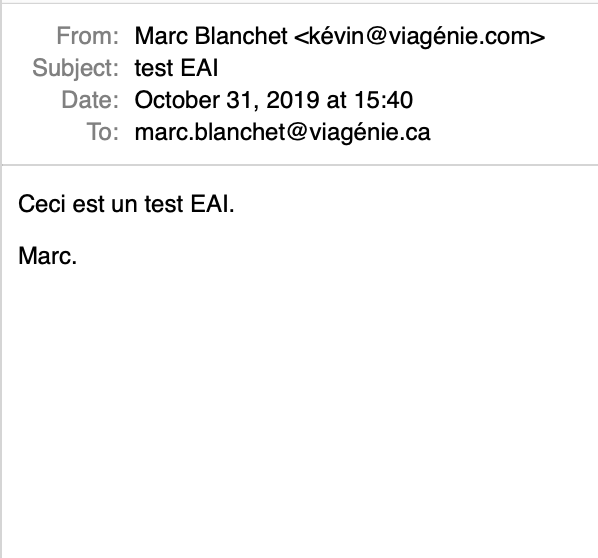 From: Marc Blanchet <kévin@viagénie.com>
Subject: test EAI
Date: October 31, 2019 at 15:40
To: marc.blanchet@viagénie.ca
Ceci est un test EAI.
Marc.